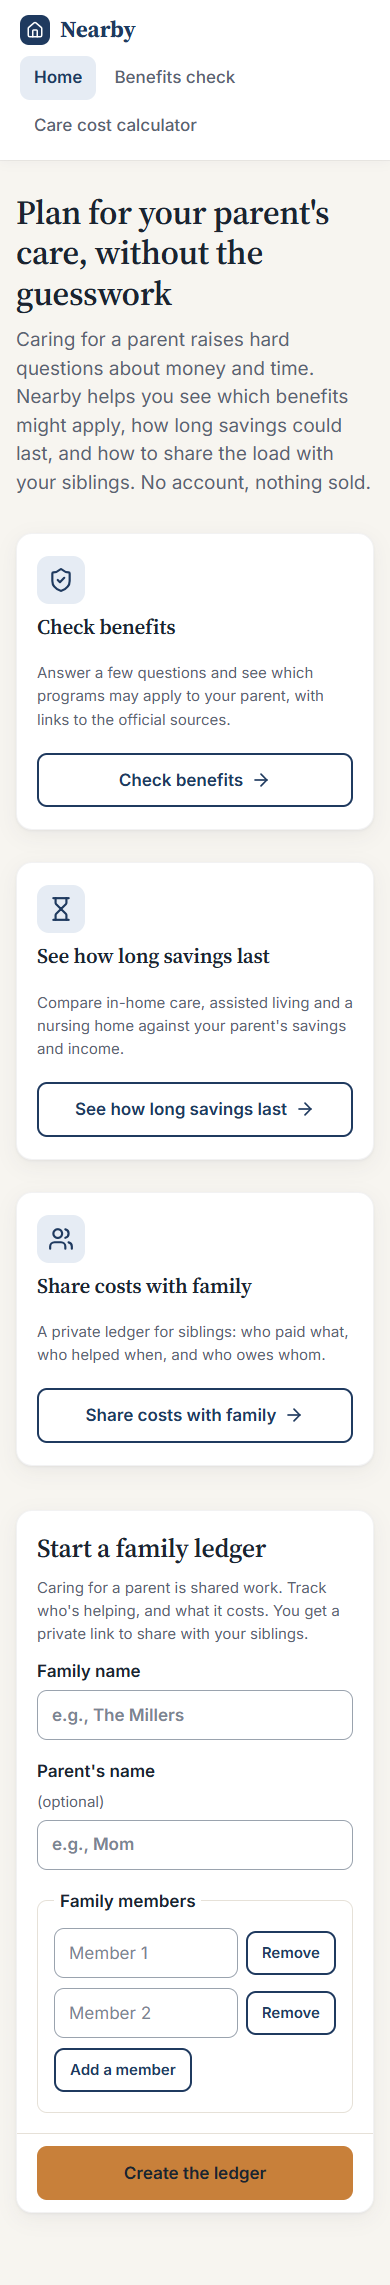 Nearby
Home
Benefits check
Care cost calculator
Plan for your parent's
care, without the
guesswork
Caring for a parent raises hard
questions about money and time.
Nearby helps you see which benefits
might apply, how long savings could
last, and how to share the load with
your siblings. No account, nothing sold.
Check benefits
Answer a few questions and see which
programs may apply to your parent, with
links to the official sources.
Check benefits
See how long savings last
Compare in-home care, assisted living and a
nursing home against your parent's savings
and income.
See how long savings last
Share costs with family
A private ledger for siblings: who paid what,
who helped when, and who owes whom.
Share costs with family
Start a family ledger
Caring for a parent is shared work. Track
who's helping, and what it costs. You get a
private link to share with your siblings.
Family name
e.g., The Millers
Parent's name
(optional)
e.g., Mom
Family members
Member 1
Remove
Member 2
Remove
Add a member
Create the ledger